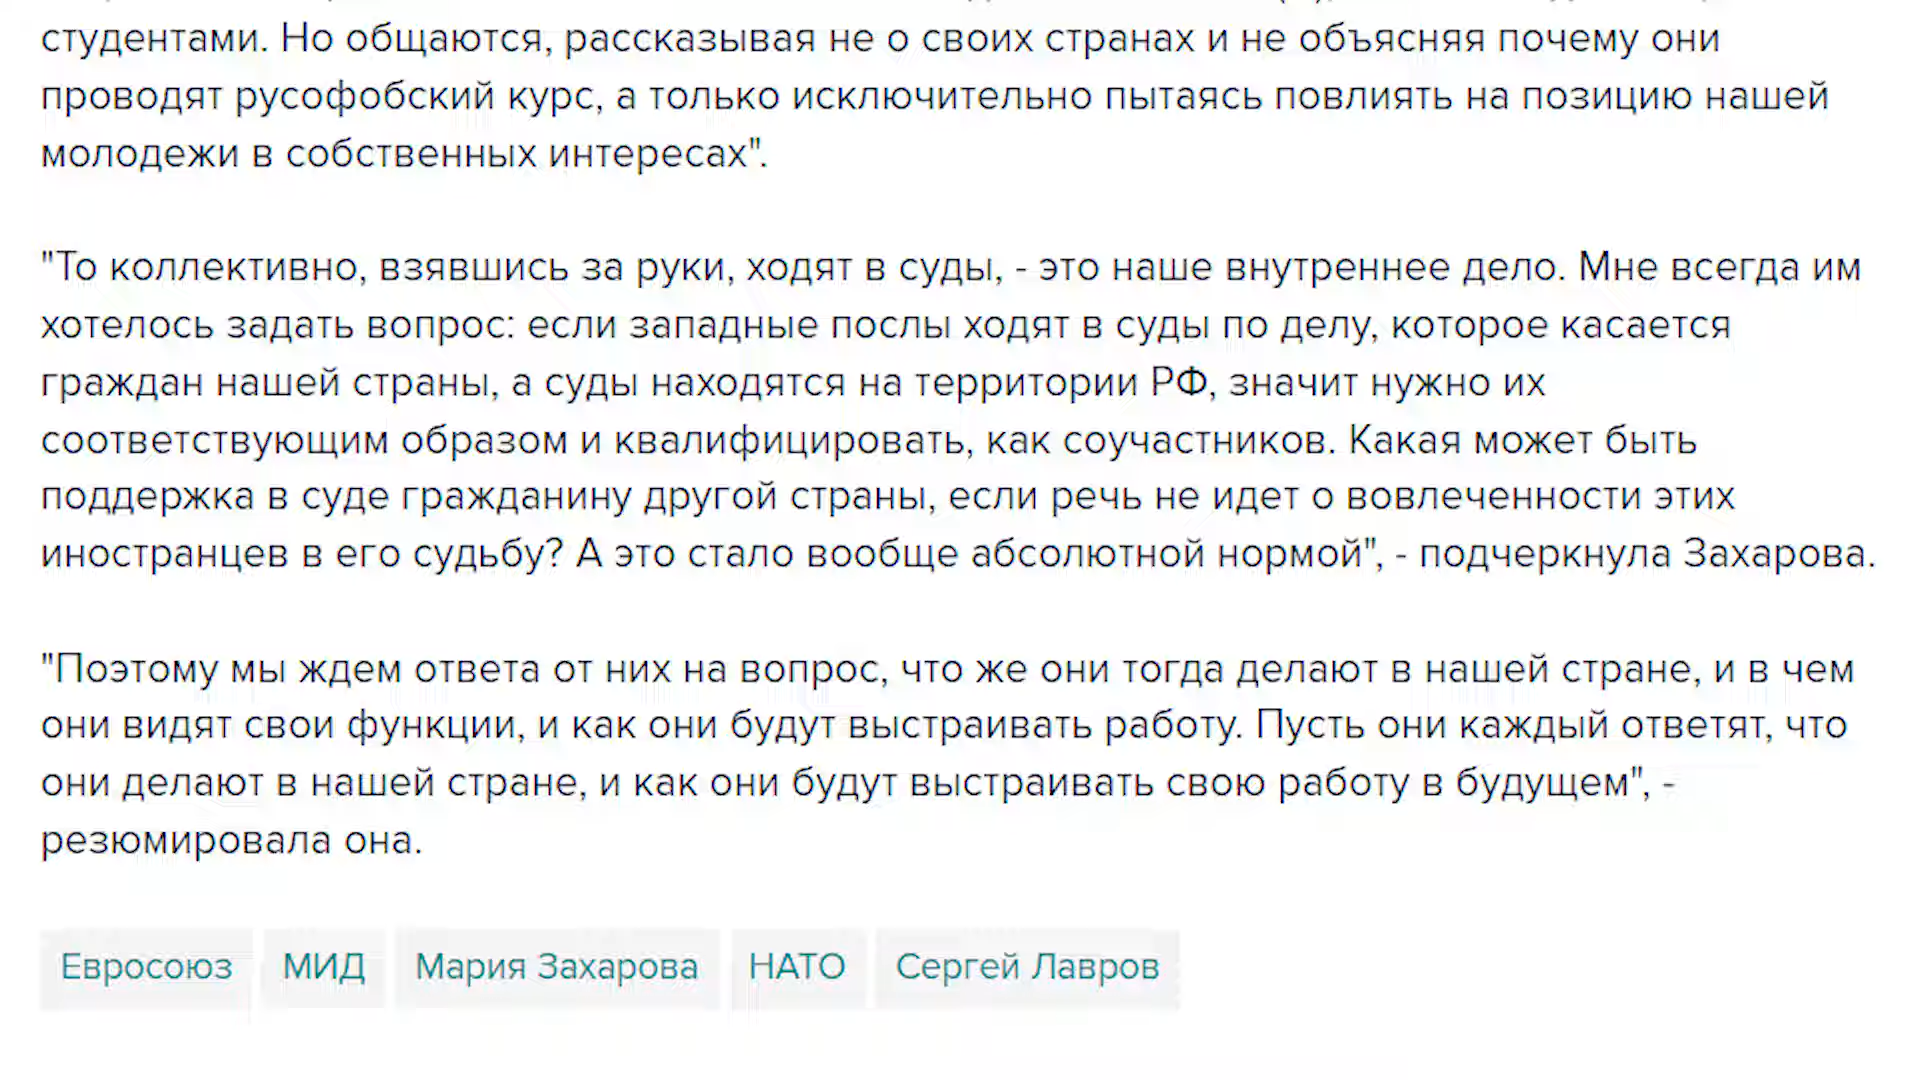 студентами. Но общаются, рассказывая не о своих странах и не объясняя почему они
проводят русофобский курс, а только исключительно пытаясь повлиять на позицию нашей
молодежи в собственных интересах".
"То коллективно, взявшись за руки, ходят в суды, - это наше внутреннее дело. Мне всегда им
хотелось задать вопрос: если западные послы ходят в суды по делу, которое касается
граждан нашей страны, а суды находятся на территории РФ, значит нужно их
соответствующим образом и квалифицировать, как соучастников. Какая может быть
поддержка в суде гражданину другой страны, если речь не идет о вовлеченности этих
иностранцев в его судьбу? А это стало вообще абсолютной нормой", - подчеркнула Захарова.
"Поэтому мы ждем ответа от них на вопрос, что же они тогда делают в нашей стране, и в чем
они видят свои функции, и как они будут выстраивать работу. Пусть они каждый ответят, что
они делают в нашей стране, и как они будут выстраивать свою работу в будущем", -
резюмировала она.
Евросоюз МИД Мария Захарова НАТО Сергей Лавров